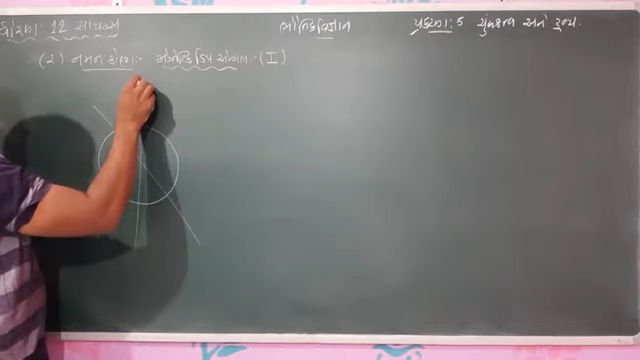 ધોરણ: 12 સાયન્સ
ભૌતિકવિજ્ઞાન
પ્રકરણ: 5 ચુંબકત્વ અને દ્રવ્ય.
(2) નમન કોણ:- મેગ્નેટિક ડિપ એંગલ:- (I)